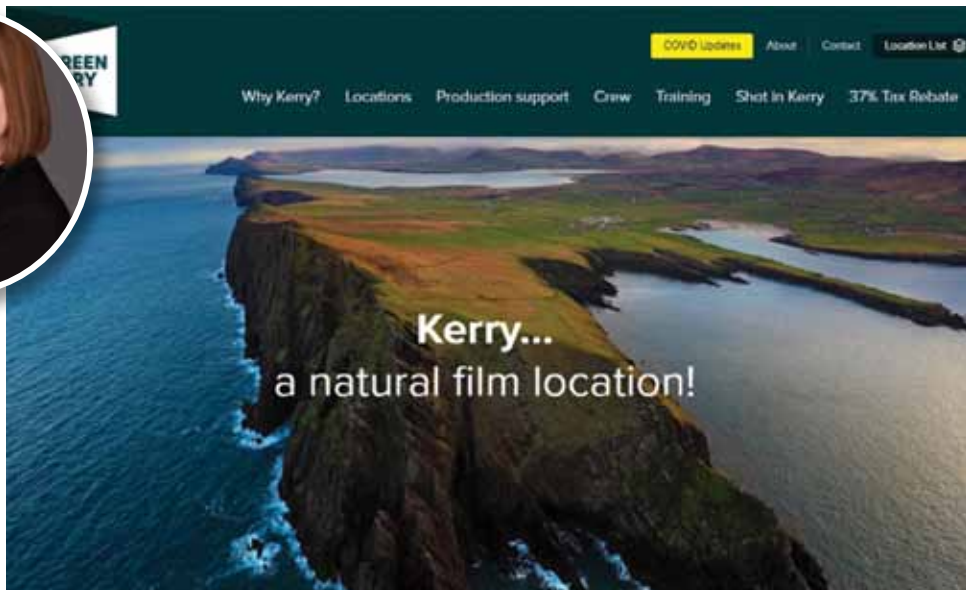 REEN
RY
COVID Updates About Contact Location List
Why Kerry? Locations Production support Crew Training Shot in Kerry 37% Tax Rebate
Kerry...
a natural film location!